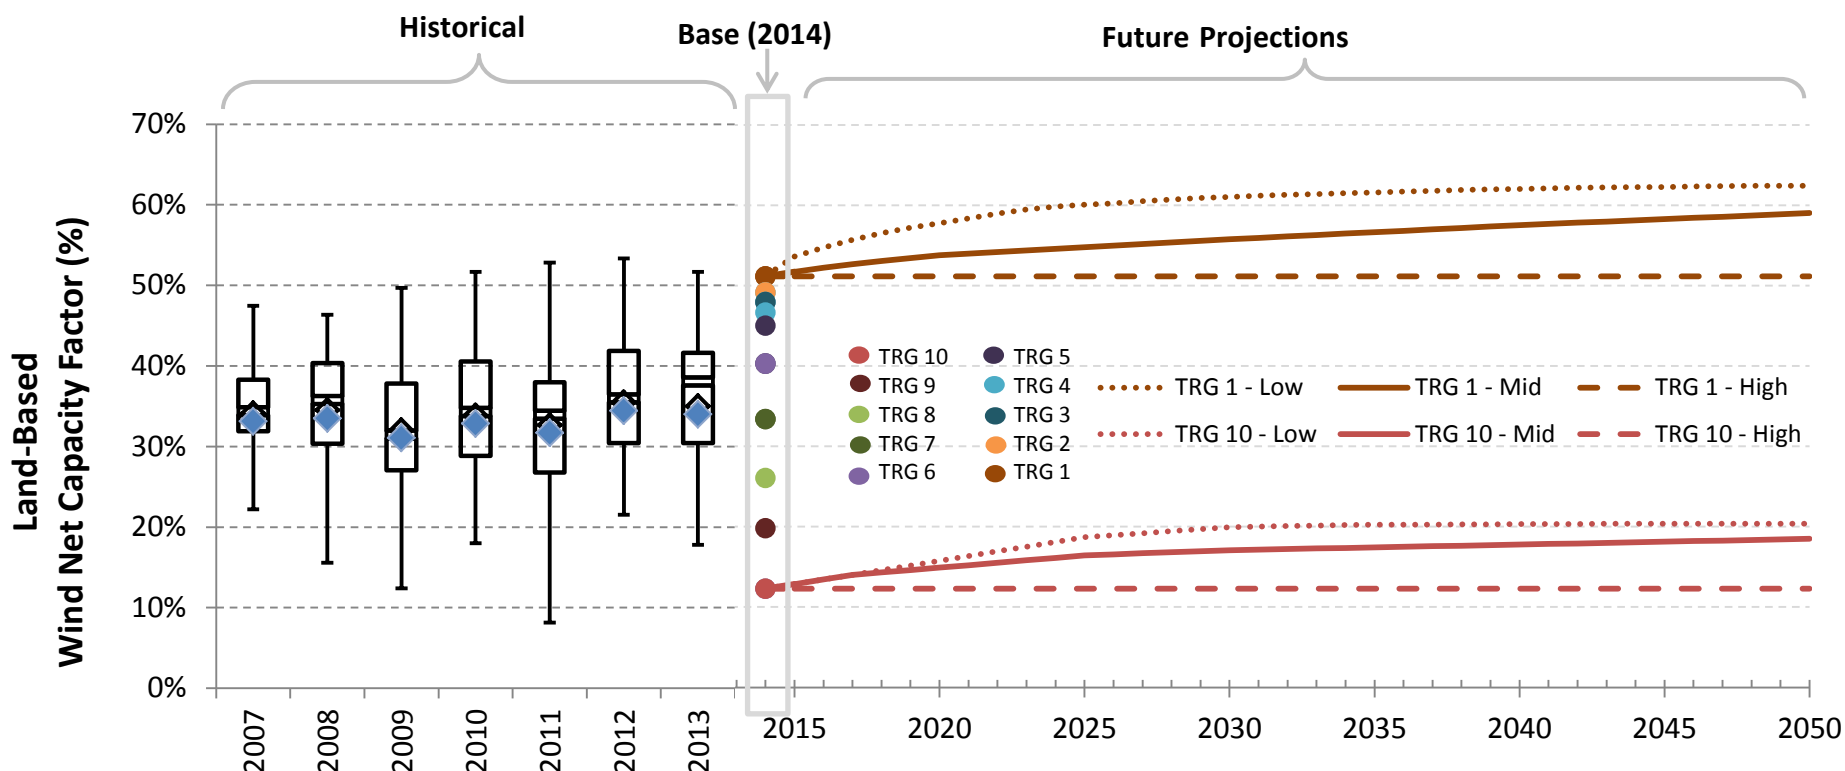 Historical
Base (2014)
Future Projections
Land-Based
Wind Net Capacity Factor (%)
70%
60%
50%
40%
30%
20%
10%
0%
TRG 10
TRG 5
TRG 9
TRG 4
TRG 8
TRG 3
TRG 7
TRG 2
TRG 6
TRG 1
TRG 1 - Low
TRG 1 - Mid
TRG 1 - High
TRG 10 - Low
TRG 10 - Mid
TRG 10 - High
2007
2008
2009
2010
2011
2012
2013
2015
2020
2025
2030
2035
2040
2045
2050